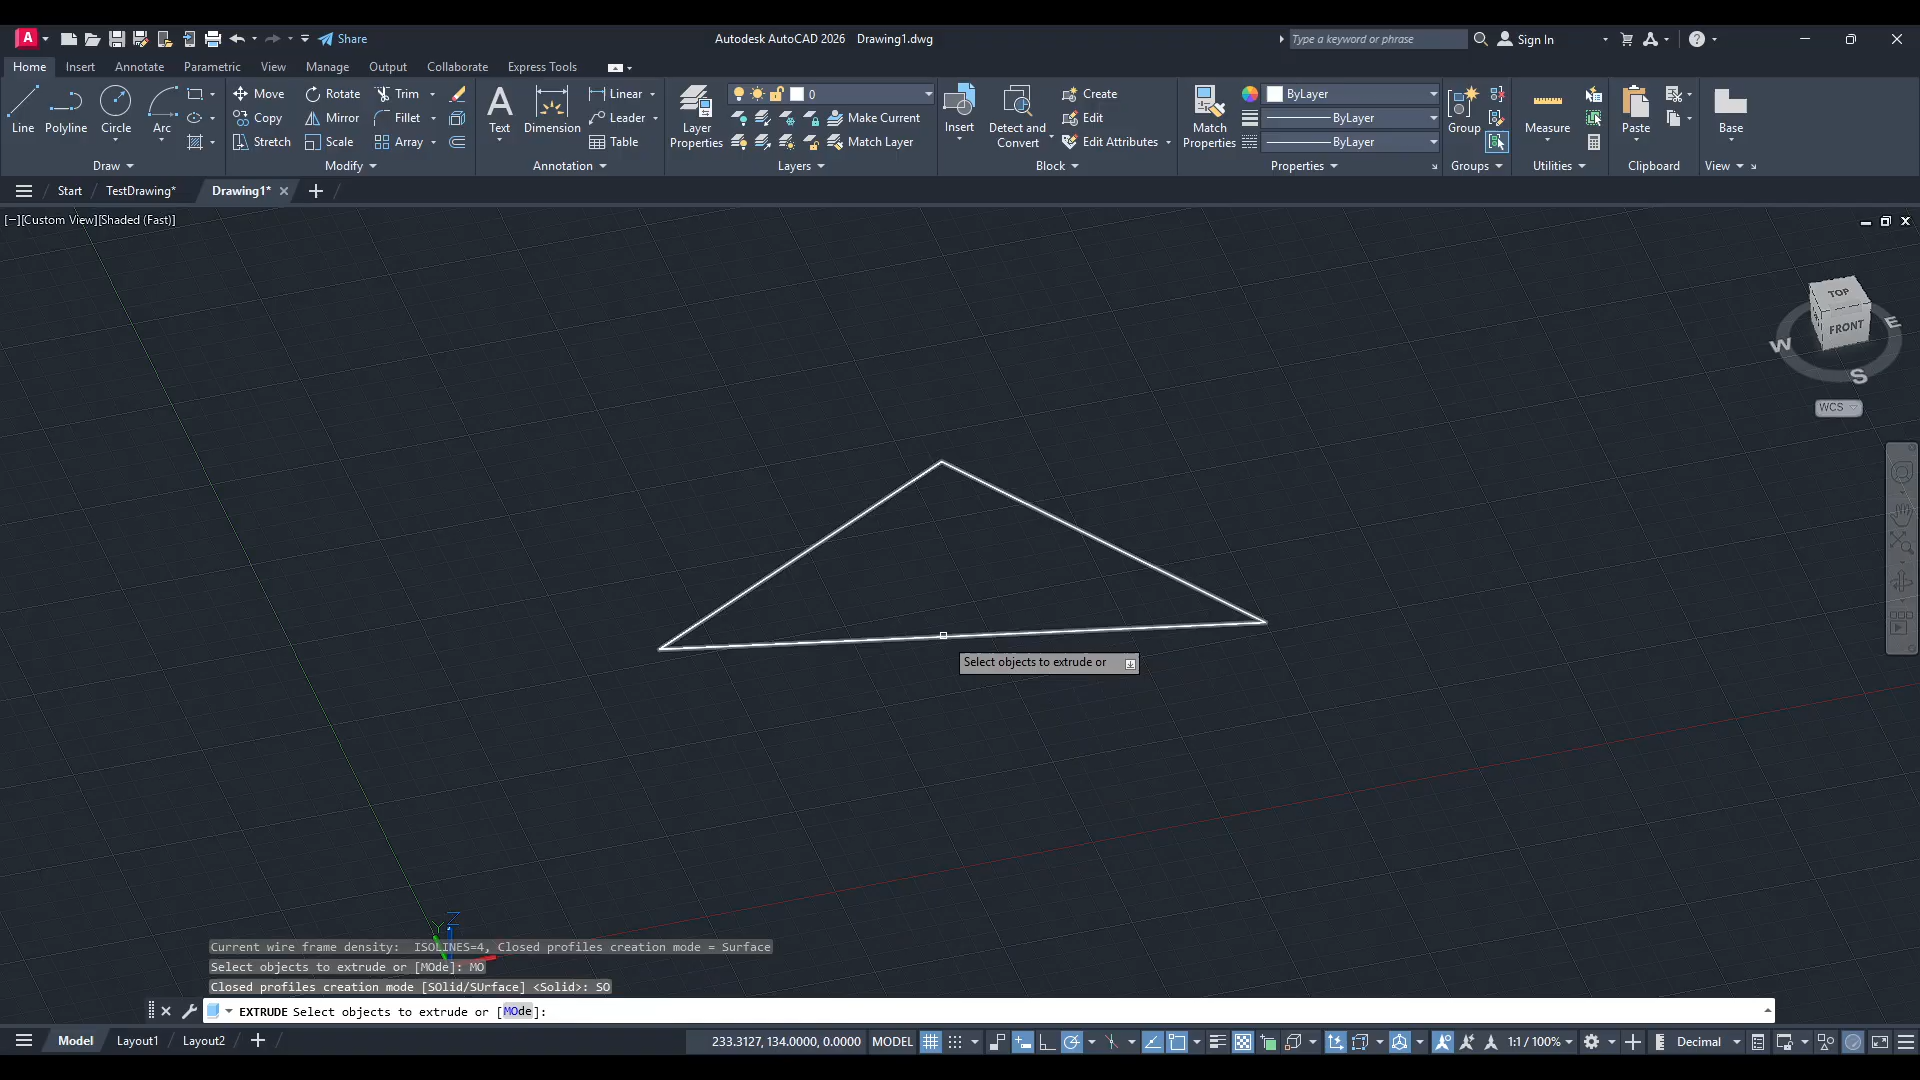 A
Share
Autodesk AutoCAD 2026 Drawing1.dwg
Type a keyword or phrase
Sign In
Home Insert Annotate Parametric View Manage Output Collaborate Express Tools
Line
Polyline
Circle
Arc
Move
Rotate
Trim
Copy
Mirror
Fillet
Stretch
Scale
Array
A
Text
Dimension
Linear
Leader
Table
Layer
Properties
0
Make Current
Match Layer
Insert
Detect and
Convert
Create
Edit
Edit Attributes
Match
Properties
ByLayer
ByLayer
ByLayer
Group
Measure
Paste
Base
Draw
Modify
Annotation
Layers
Block
Properties
Groups
Utilities
Clipboard
View
Start
TestDrawing*
Drawing1*
[−][Custom View][Shaded (Fast)]
TOP
FRONT
W
E
S
WCS
Select objects to extrude or
Y
Z
Current wire frame density: ISOLINES=4, Closed profiles creation mode = Surface
Select objects to extrude or [MOde]: MO
Closed profiles creation mode [SOlid/SUrface] <Solid>: SO
EXTRUDE Select objects to extrude or [MOde]:
Model
Layout1
Layout2
233.3127, 134.0000, 0.0000
MODEL
1:1 / 100%
Decimal